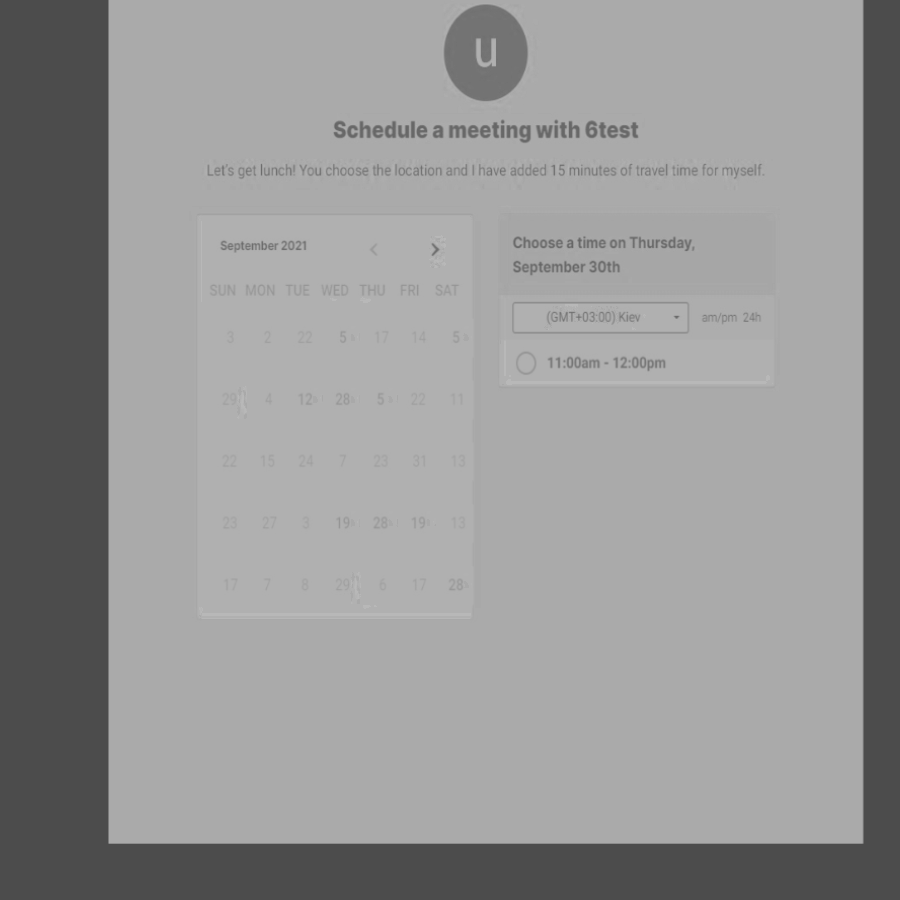 u
Schedule a meeting with 6test
Let's get lunch! You choose the location and I have added 15 minutes of travel time for myself.
September 2021
SUN MON TUE WED THU FRI SAT
3 2 22 5 17 14 5
29 4 12 28 5 22 11
22 15 24 7 23 31 13
23 27 3 19 28 19 13
17 7 8 29 6 17 28
Choose a time on Thursday,
September 30th
(GMT+03:00) Kiev am/pm 24h
11:00am - 12:00pm